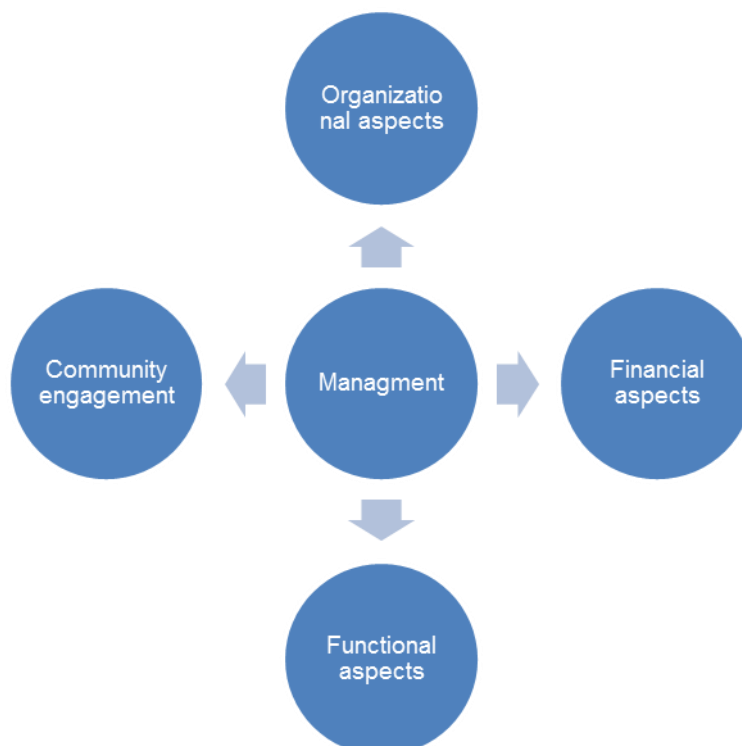 Organizatio
nal aspects
Community
engagement
Managment
Financial
aspects
Functional
aspects